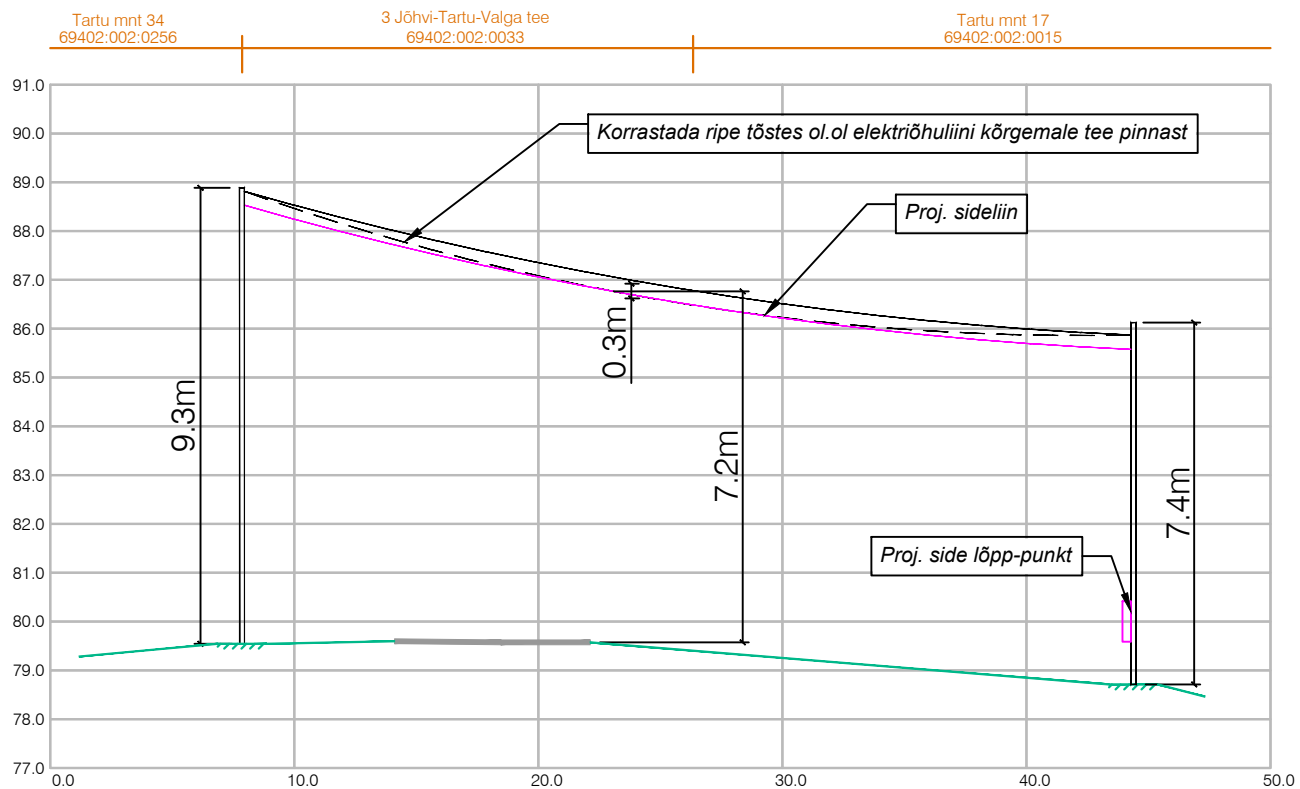 Tartu mnt 34
69402:002:0256
3 Jõhvi-Tartu-Valga tee
69402:002:0033
Tartu mnt 17
69402:002:0015
91.0
90.0
89.0
88.0
87.0
86.0
85.0
84.0
83.0
82.0
81.0
80.0
79.0
78.0
77.0
Korrastada ripe tõstes ol.ol elektriõhuliini kõrgemale tee pinnast
Proj. sideliin
9.3m
0.3m
7.2m
7.4m
Proj. side lõpp-punkt
0.0
10.0
20.0
30.0
40.0
50.0